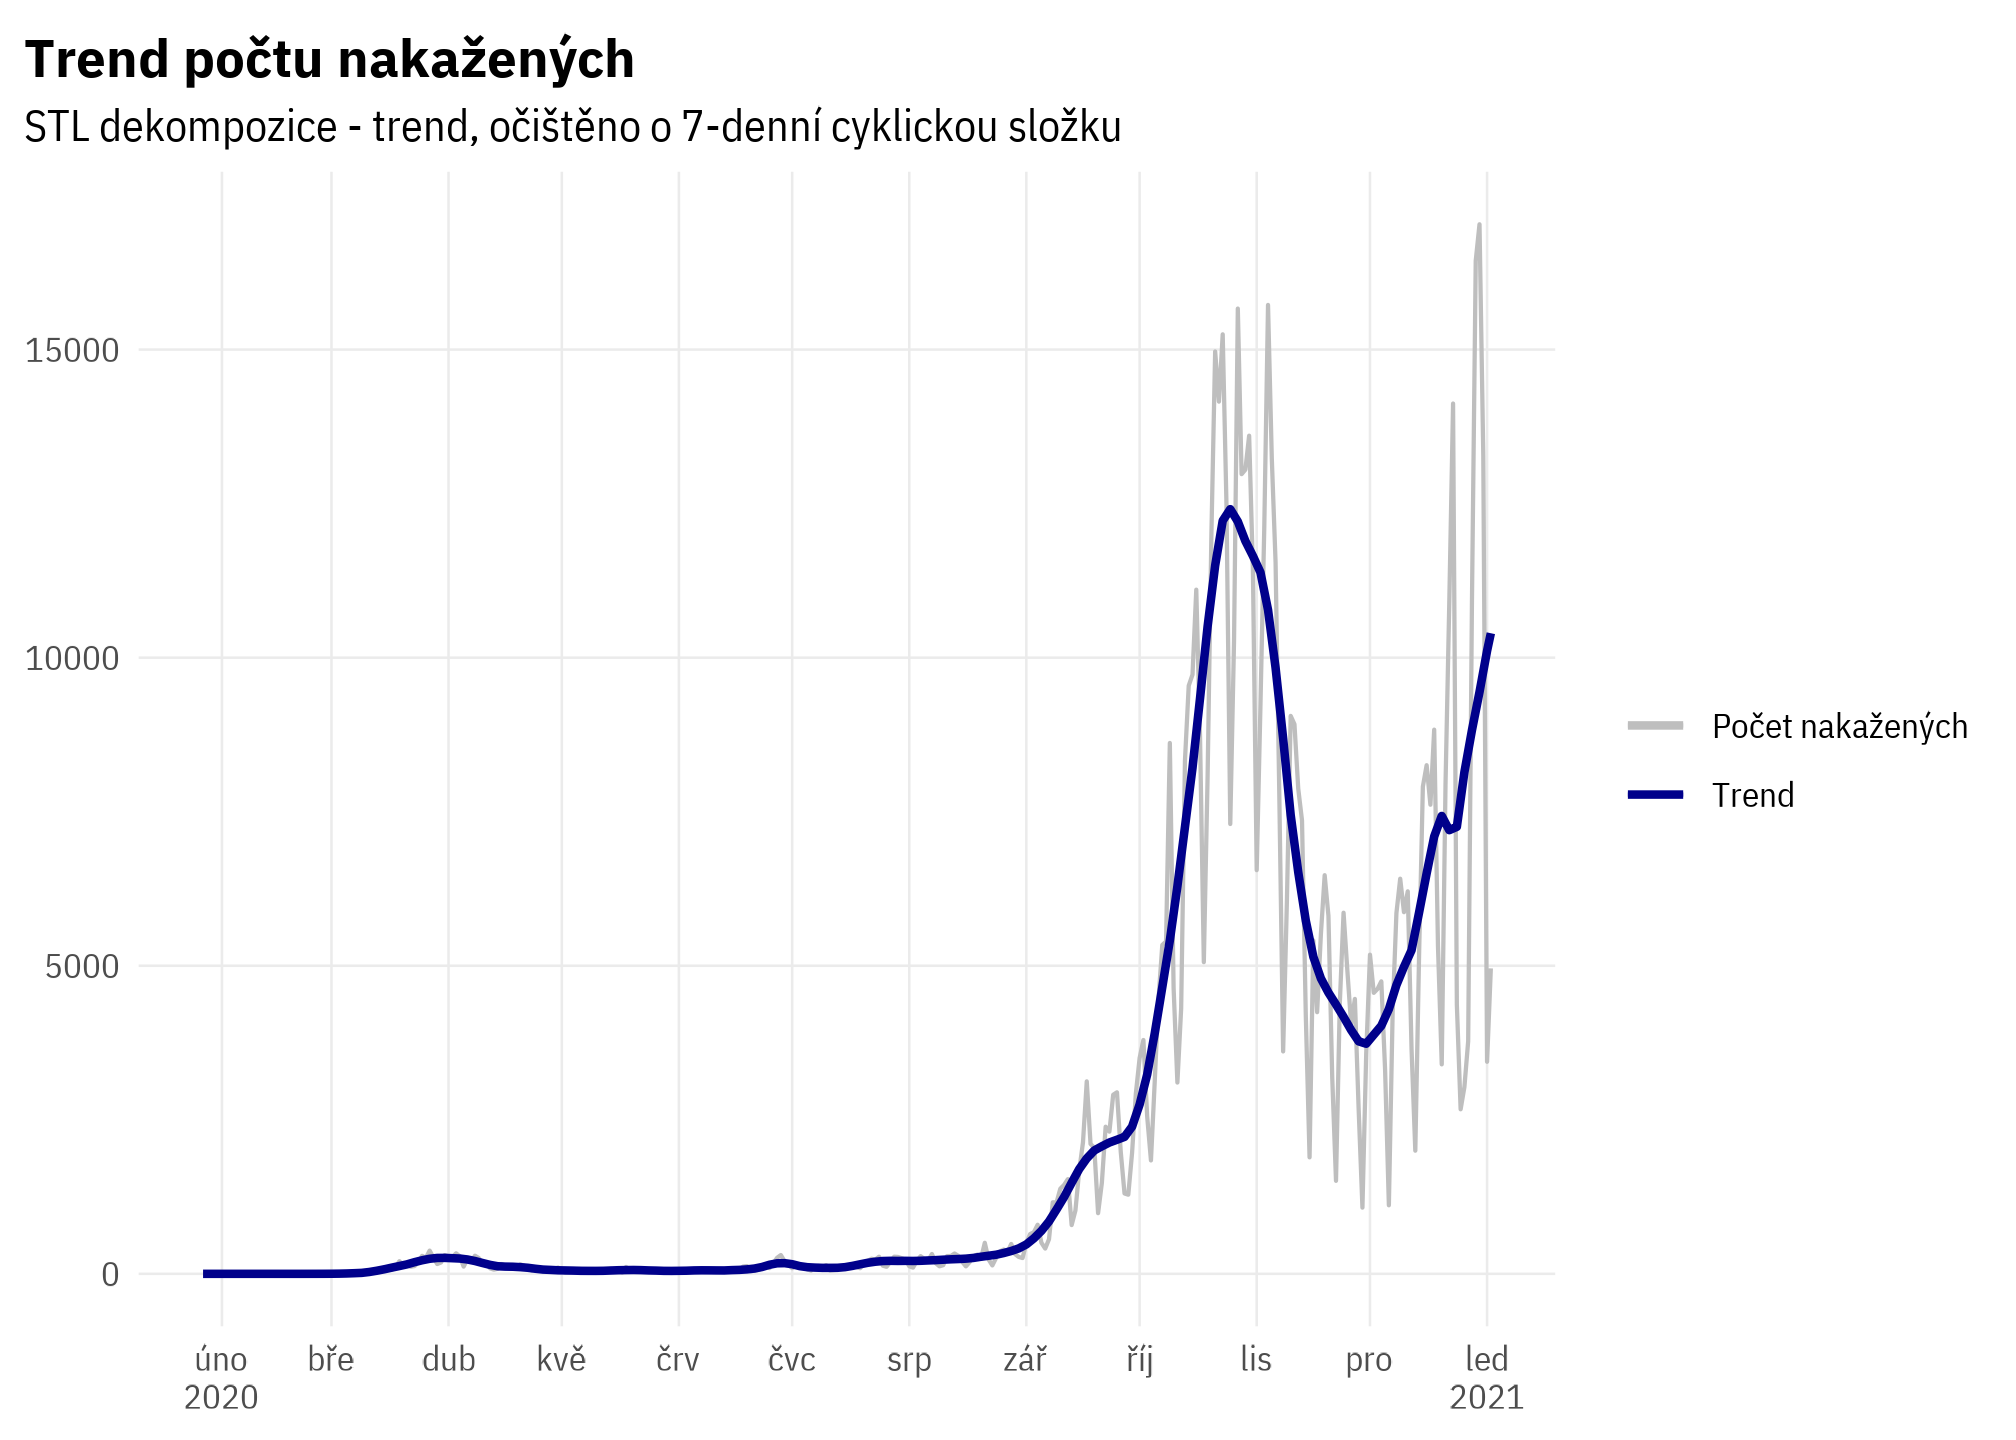 Trend počtu nakažených
STL dekompozice - trend, očištěno o 7-denní cyklickou složku
15000
10000
5000
0
Počet nakažených
Trend
úno bře dub kvě črv čvc srp zář říj lis pro led
2020 2021